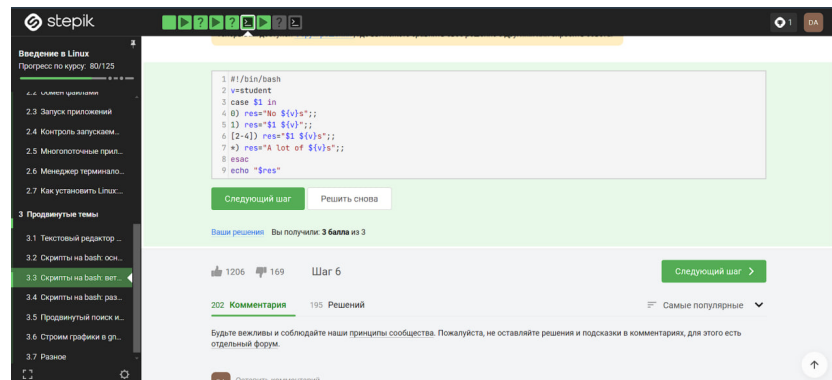 stepik
1
DA
Введение в Linux
Прогресс по курсу: 80/125
2.2 Обмен файлами
2.3 Запуск приложений
2.4 Контроль запускаем...
2.5 Многопоточные прил...
2.6 Менеджер терминало...
2.7 Как установить Linux:...
3 Продвинутые темы
3.1 Текстовый редактор ...
3.2 Скрипты на bash: осн...
3.3 Скрипты на bash: вет...
3.4 Скрипты на bash: раз...
3.5 Продвинутый поиск и...
3.6 Строим графики в gn...
3.7 Разное
1 #!/bin/bash
2 v=student
3 case $1 in
4 0) res="No ${v}s";;
5 1) res="$1 ${v}";;
6 [2-4]) res="$1 ${v}s";;
7 *) res="A lot of ${v}s";;
8 esac
9 echo "$res"
Следующий шаг
Решить снова
Ваши решения Вы получили: 3 балла из 3
1206 169 Шаг 6
Следующий шаг
202 Комментария 195 Решений
Самые популярные
Будьте вежливы и соблюдайте наши принципы сообщества. Пожалуйста, не оставляйте решения и подсказки в комментариях, для этого есть
отдельный форум.